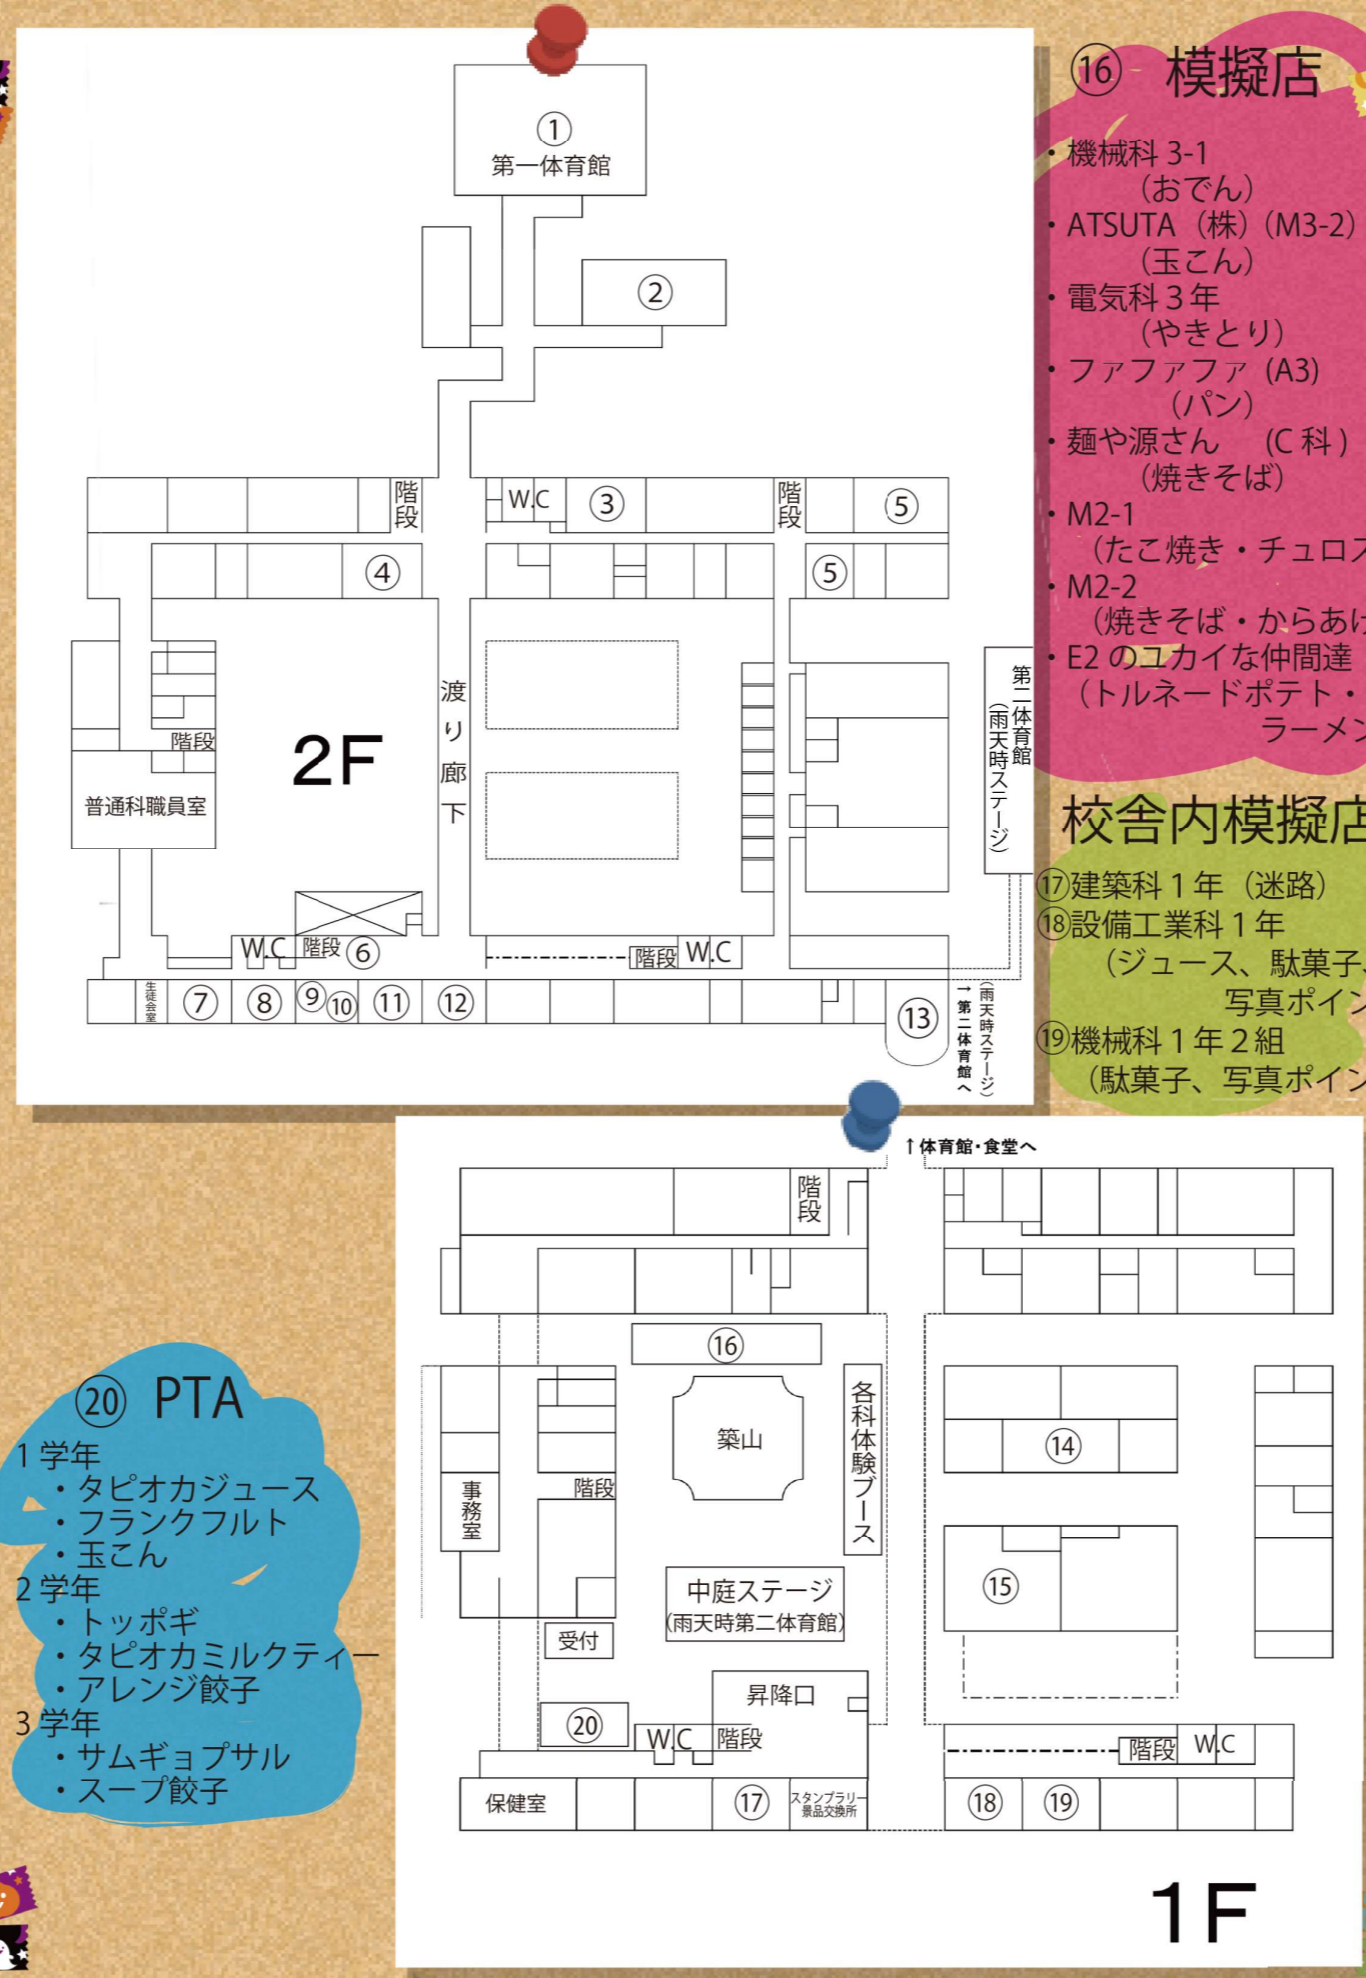 ①
第一体育館
②
階段
W.C
③
階段
⑤
④
⑤
渡り廊下
2F
階段
普通科職員室
第二体育館
(雨天時ステージ)
W.C
階段
⑥
階段
W.C
生徒会室
⑦
⑧
⑨
⑩
⑪
⑫
⑬
(雨天時ステージ)
→第二体育館へ
⑯ 模擬店
・機械科 3-1
(おでん)
・ATSUTA（株）(M3-2)
(玉こん)
・電気科３年
(やきとり)
・ファファファ (A3)
(パン)
・麺や源さん (C 科 )
(焼きそば)
・M2-1
(たこ焼き・チュロス
・M2-2
(焼きそば・からあげ
・E2 のユカイな仲間達
(トルネードポテト・
ラーメン
校舎内模擬店
⑰建築科１年（迷路）
⑱設備工業科１年
(ジュース、駄菓子、
写真ポイン
⑲機械科１年２組
(駄菓子、写真ポイン
↑体育館・食堂へ
階段
⑯
築山
各科体験ブース
⑭
事務室
階段
中庭ステージ
(雨天時第二体育館)
⑮
受付
昇降口
⑳
W.C
階段
階段
W.C
保健室
⑰
スタンプラリー
景品交換所
⑱
⑲
1F
⑳ PTA
1 学年
・タピオカジュース
・フランクフルト
・玉こん
2 学年
・トッポギ
・タピオカミルクティー
・アレンジ餃子
3 学年
・サムギョプサル
・スープ餃子